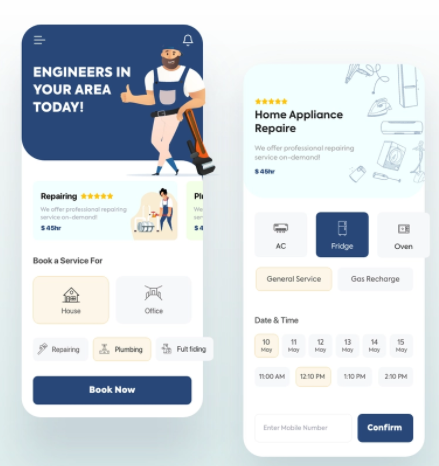 ENGINEERS IN
YOUR AREA
TODAY!
Repairing
We offer professional repairing
service on-demand!
$ 45hr
Book a Service For
House
Office
Repairing
Plumbing
Book Now
Home Appliance
Repaire
We offer professional repairing
service on-demand!
$ 45hr
AC
Fridge
Oven
General Service
Gas Recharge
Date & Time
10 11 12 13 14 15
May May May May May May
11:00 AM 12:10 PM 1:10 PM 2:10 PM
Enter Mobile Number
Confirm